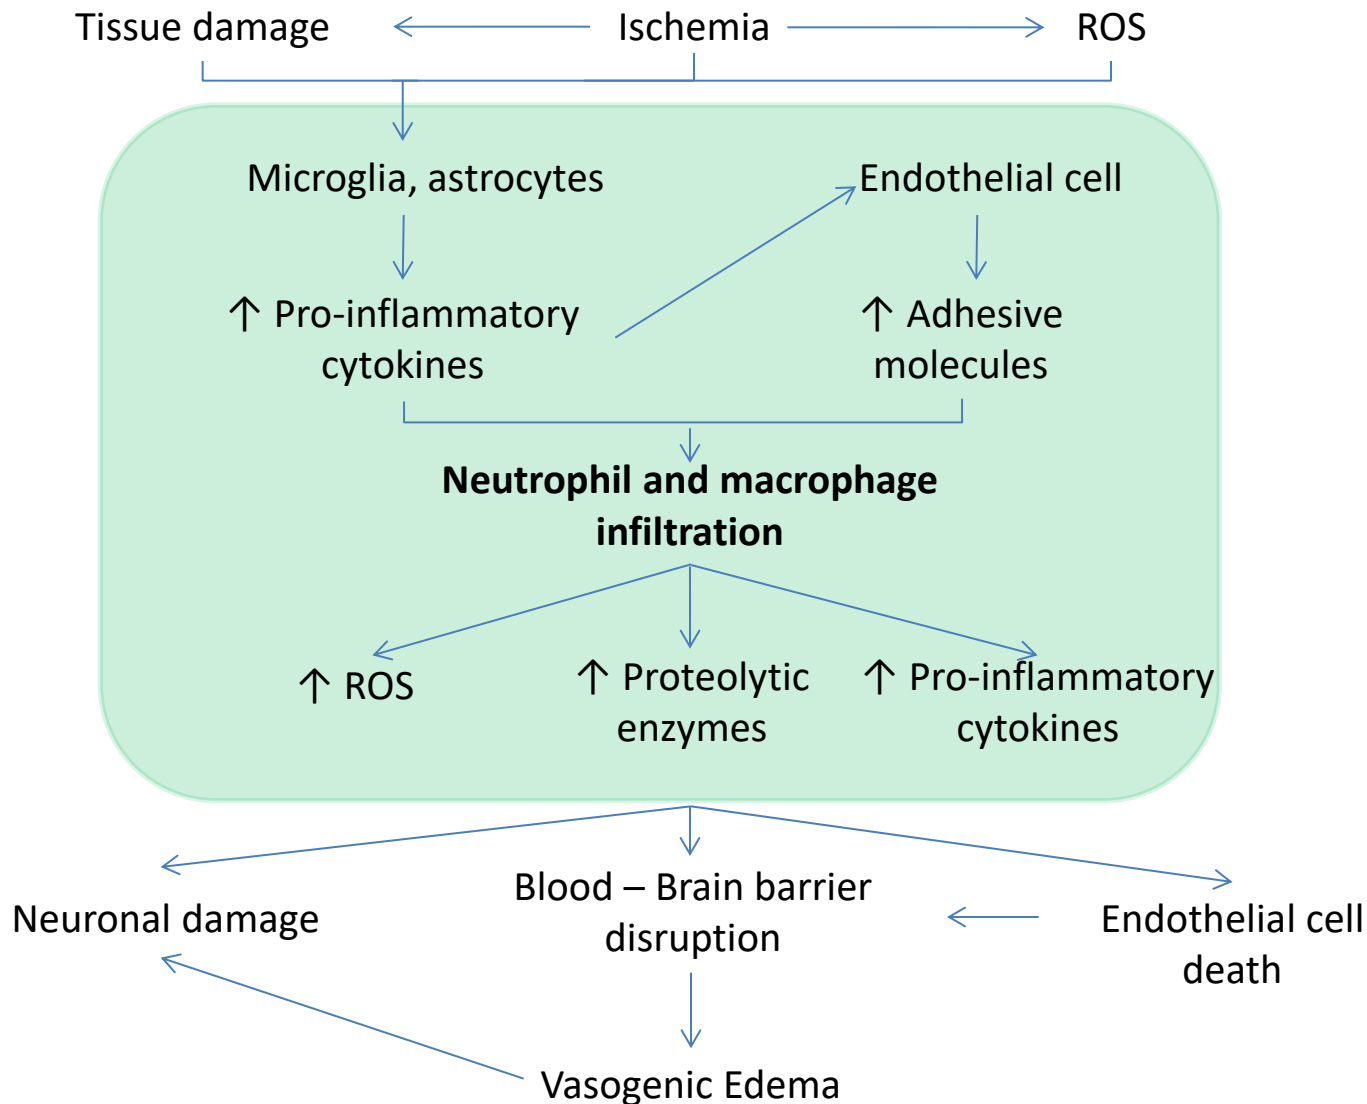 Tissue damage
Ischemia
ROS
Microglia, astrocytes
Endothelial cell
↑ Pro-inflammatory
cytokines
↑ Adhesive
molecules
Neutrophil and macrophage
infiltration
↑ ROS
↑ Proteolytic
enzymes
↑ Pro-inflammatory
cytokines
Neuronal damage
Blood – Brain barrier
disruption
Endothelial cell
death
Vasogenic Edema